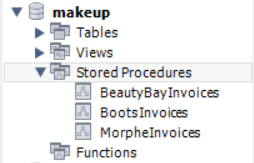 makeup
Tables
Views
Stored Procedures
BeautyBayInvoices
BootsInvoices
MorpheInvoices
Functions